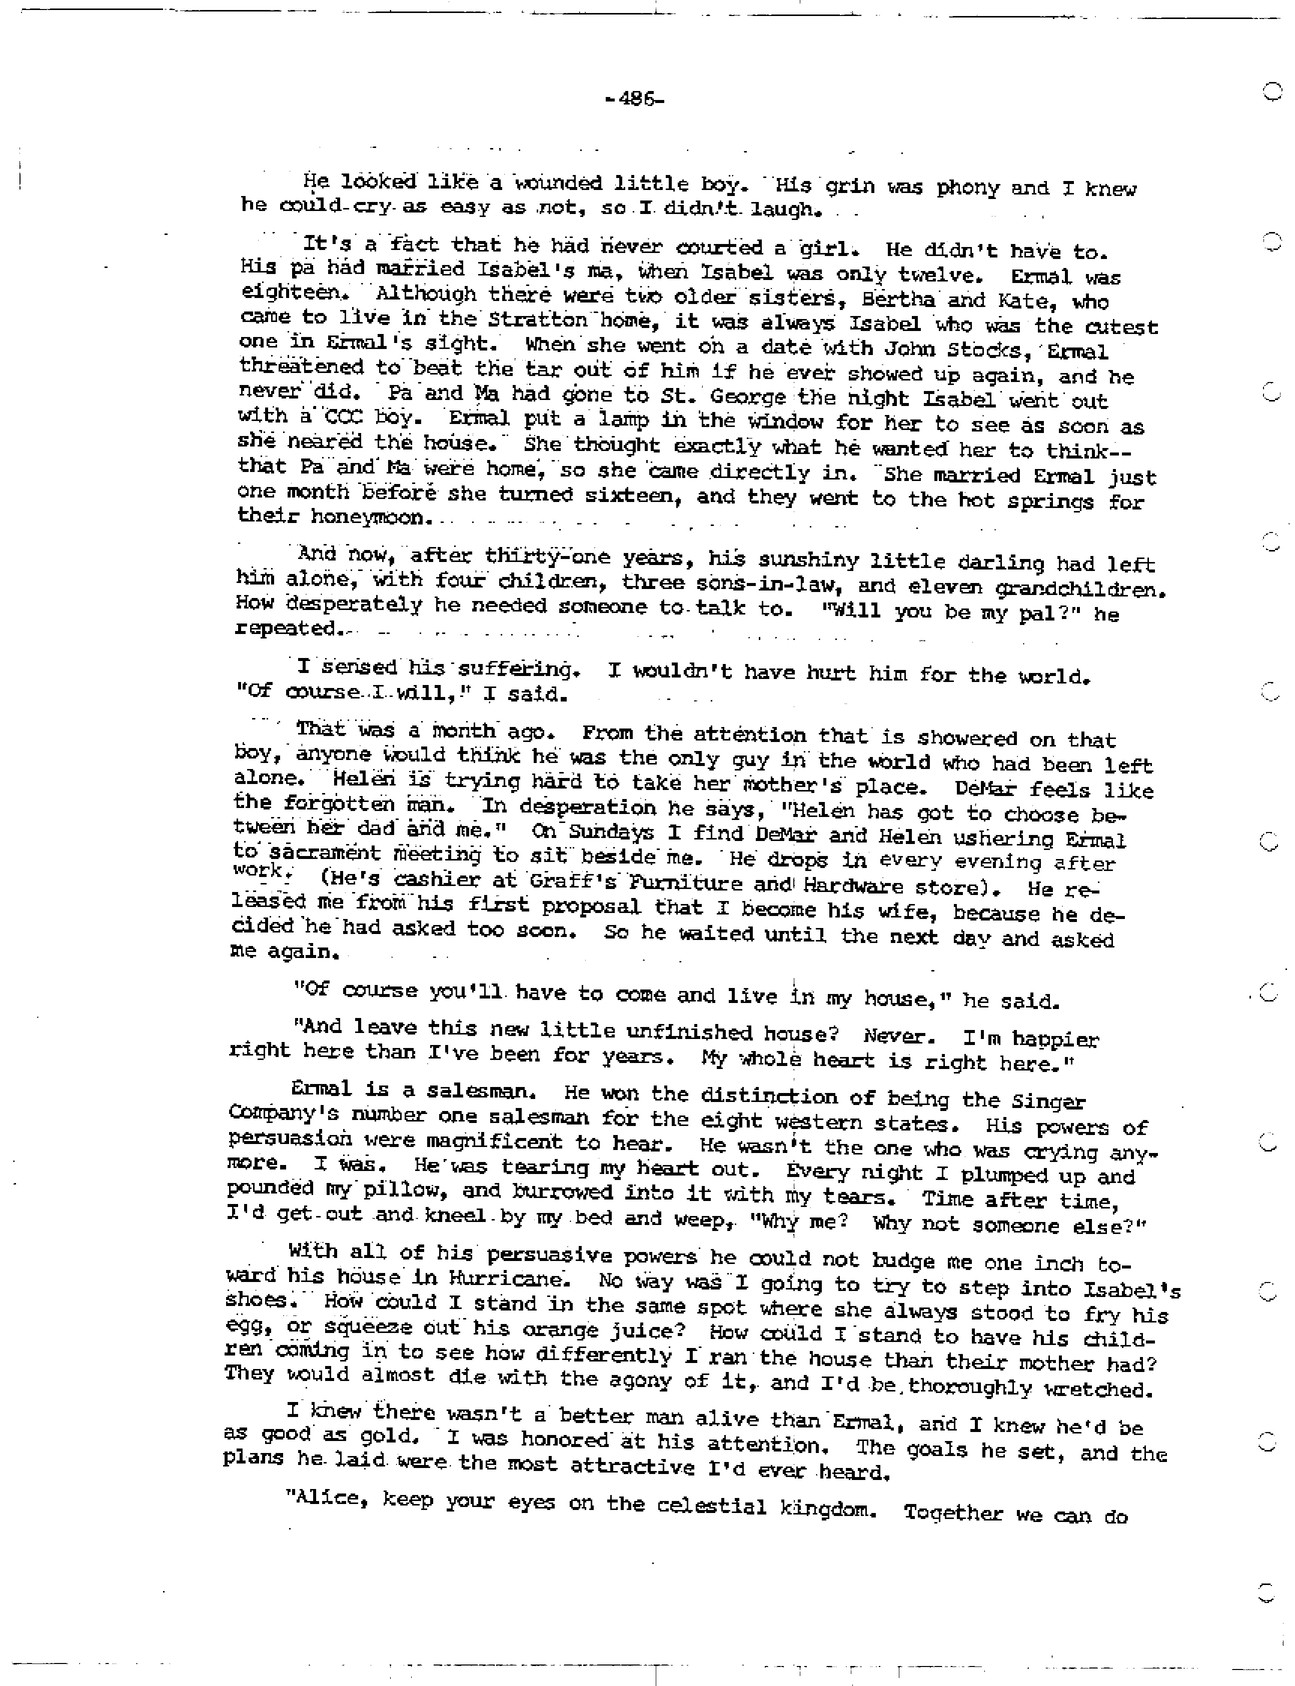 -486-
He looked like a wounded little boy. His grin was phony and I knew
he could cry as easy as not, so I didn't laugh.
It's a fact that he had never courted a girl. He didn't have to.
His pa had married Isabel's ma, when Isabel was only twelve. Ermal was
eighteen. Although there were two older sisters, Bertha and Kate, who
came to live in the Stratton home, it was always Isabel who was the cutest
one in Ermal's sight. When she went on a date with John Stocks, Ermal
threatened to beat the tar out of him if he ever showed up again, and he
never did. Pa and Ma had gone to St. George the night Isabel went out
with a CCC boy. Ermal put a lamp in the window for her to see as soon as
she neared the house. She thought exactly what he wanted her to think--
that Pa and Ma were home, so she came directly in. She married Ermal just
one month before she turned sixteen, and they went to the hot springs for
their honeymoon.
And now, after thirty-one years, his sunshiny little darling had left
him alone, with four children, three sons-in-law, and eleven grandchildren.
How desperately he needed someone to talk to. "Will you be my pal?" he
repeated.
I sensed his suffering. I wouldn't have hurt him for the world.
"Of course I will," I said.
That was a month ago. From the attention that is showered on that
boy, anyone would think he was the only guy in the world who had been left
alone. Helen is trying hard to take her mother's place. DeMar feels like
the forgotten man. In desperation he says, "Helen has got to choose be-
tween her dad and me." On Sundays I find DeMar and Helen ushering Ermal
to sacrament meeting to sit beside me. He drops in every evening after
work. (He's cashier at Graff's Furniture and Hardware store). He re-
leased me from his first proposal that I become his wife, because he de-
cided he had asked too soon. So he waited until the next day and asked
me again.
"Of course you'll have to come and live in my house," he said.
"And leave this new little unfinished house? Never. I'm happier
right here than I've been for years. My whole heart is right here."
Ermal is a salesman. He won the distinction of being the Singer
Company's number one salesman for the eight western states. His powers of
persuasion were magnificent to hear. He wasn't the one who was crying any-
more. I was. He was tearing my heart out. Every night I plumped up and
pounded my pillow, and burrowed into it with my tears. Time after time,
I'd get out and kneel by my bed and weep, "Why me? Why not someone else?"
With all of his persuasive powers he could not budge me one inch to-
ward his house in Hurricane. No way was I going to try to step into Isabel's
shoes. How could I stand in the same spot where she always stood to fry his
egg, or squeeze out his orange juice? How could I stand to have his child-
ren coming in to see how differently I ran the house than their mother had?
They would almost die with the agony of it, and I'd be thoroughly wretched.
I knew there wasn't a better man alive than Ermal, and I knew he'd be
as good as gold. I was honored at his attention. The goals he set, and the
plans he laid were the most attractive I'd ever heard.
"Alice, keep your eyes on the celestial kingdom. Together we can do